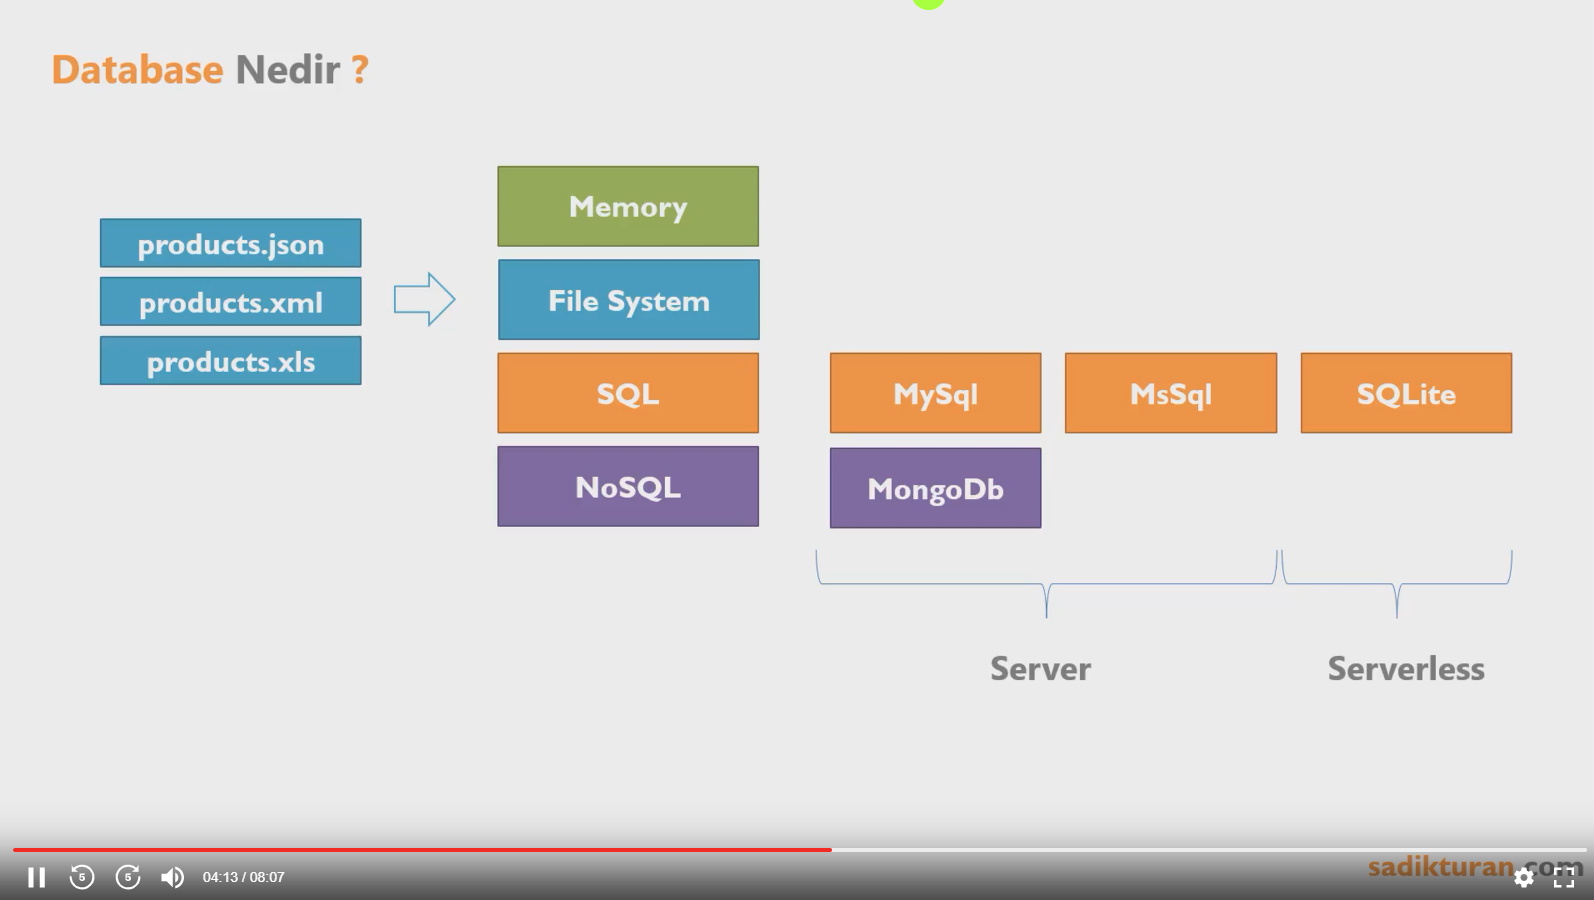 Database Nedir ?
products.json
products.xml
products.xls
Memory
File System
SQL
NoSQL
MySql
MsSql
SQLite
MongoDb
Server
Serverless
sadikturan.com
5
5
04:13 / 08:07